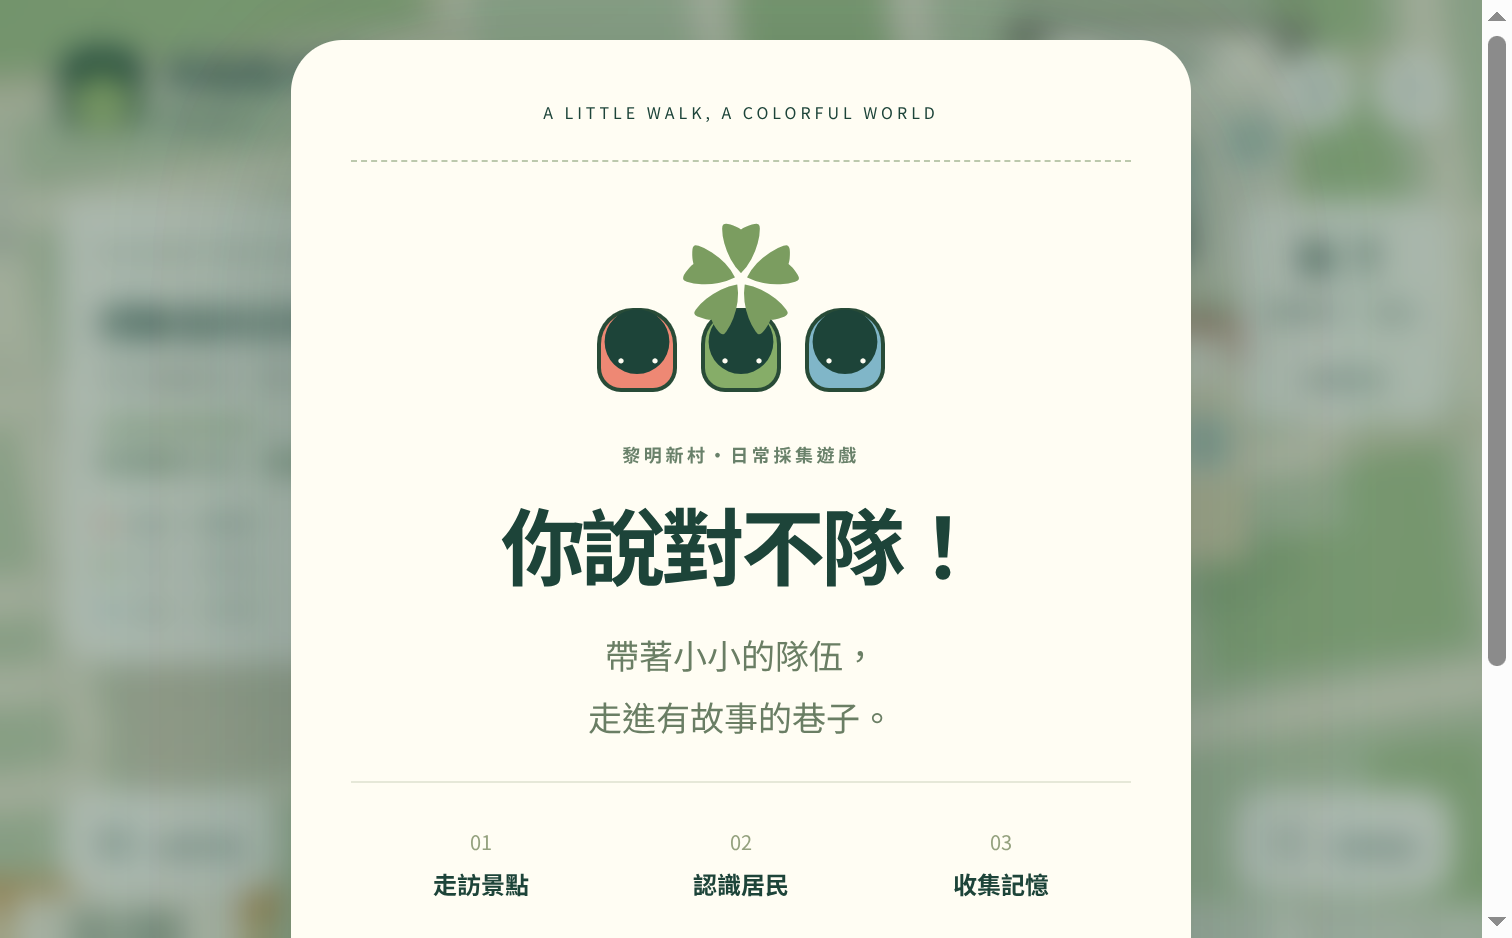 A LITTLE WALK, A COLORFUL WORLD
黎明新村・日常採集遊戲
你說對不隊！
帶著小小的隊伍，
走進有故事的巷子。
01
走訪景點
02
認識居民
03
收集記憶